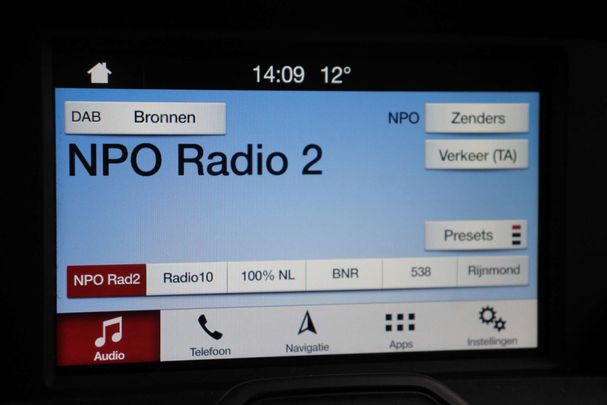 14:09 12°
DAB Bronnen NPO Zenders
NPO Radio 2
Verkeer (TA)
Presets
NPO Rad2 Radio10 100% NL BNR 538 Rijnmond
Audio Telefoon Navigatie Apps Instellingen